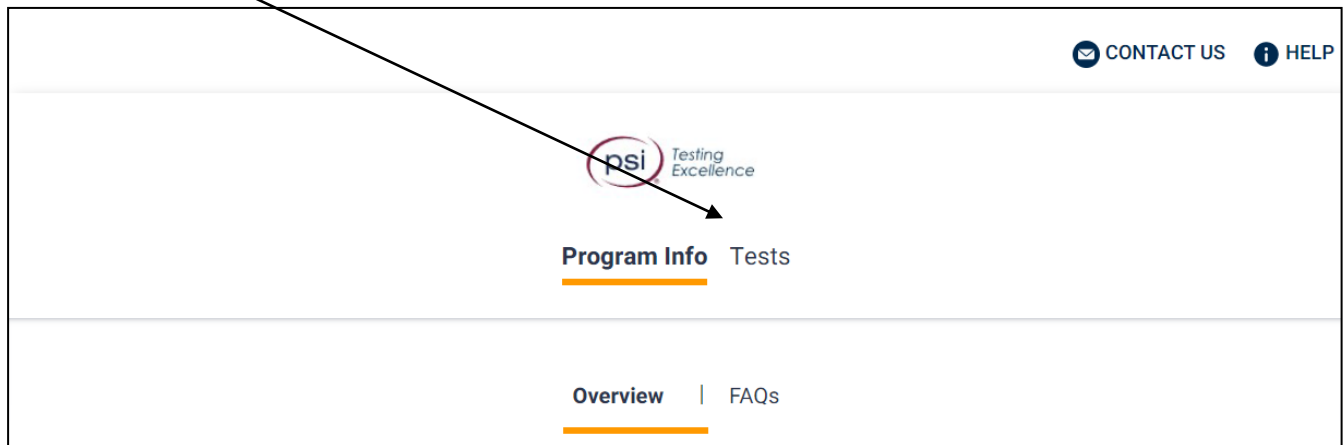 CONTACT US HELP
psi Testing
Excellence
Program Info Tests
Overview | FAQs